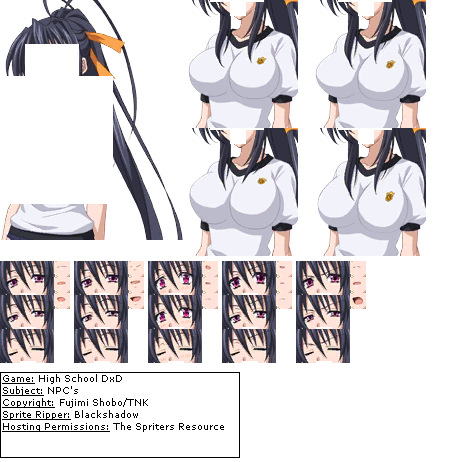 Game: High School DxD
Subject: NPC's
Copyright: Fujimi Shobo/TNK
Sprite Ripper: Blackshadow
Hosting Permissions: The Spriters Resource